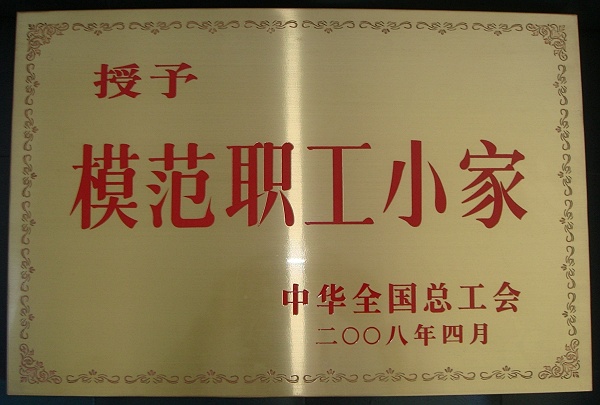 授予
模范职工小家
中华全国总工会
二〇〇八年四月